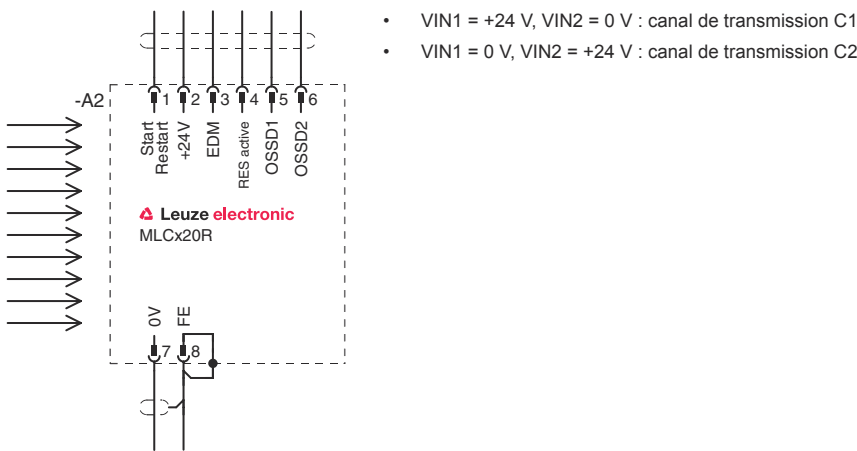 • VIN1 = +24 V, VIN2 = 0 V : canal de transmission C1
• VIN1 = 0 V, VIN2 = +24 V : canal de transmission C2
-A2
1 2 3 4 5 6
Start
Restart
+24V
EDM
RES active
OSSD1
OSSD2
Leuze electronic
MLCx20R
0V
FE
7 8